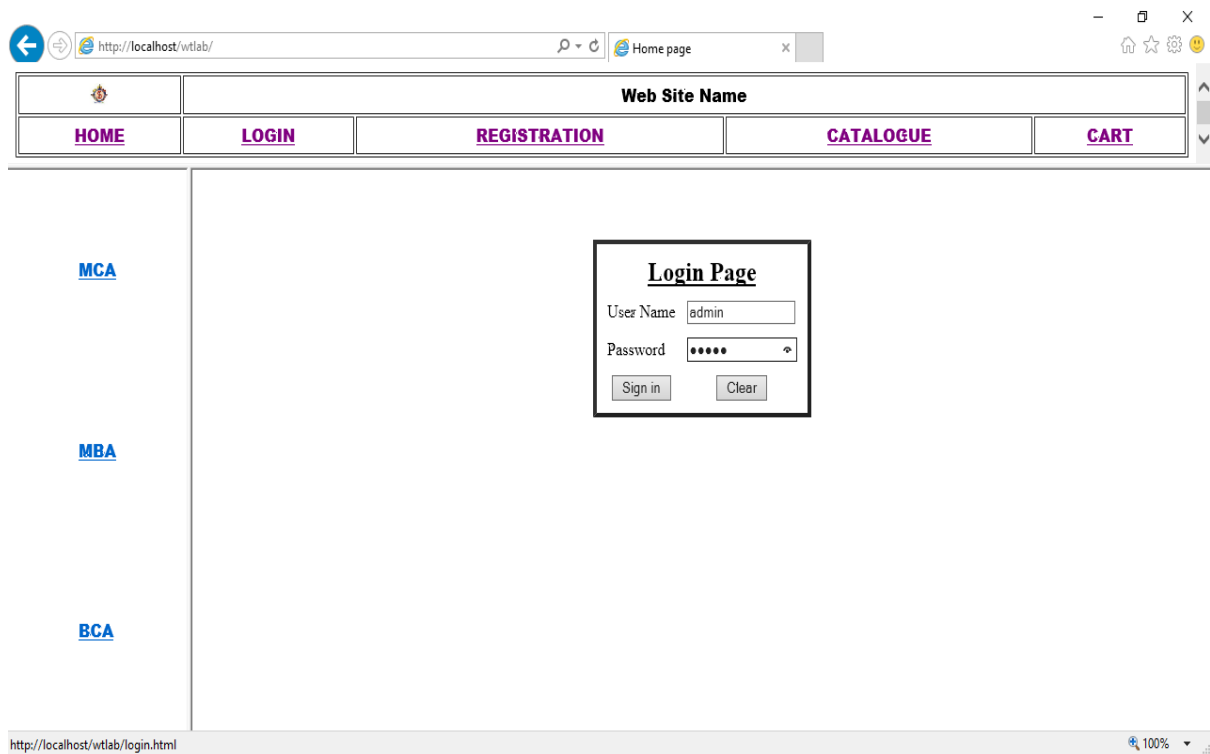 http://localhost/wtlab/
Home page
Web Site Name
HOME LOGIN REGISTRATION CATALOGUE CART
MCA
MBA
BCA
Login Page
User Name admin
Password •••••
Sign in Clear
http://localhost/wtlab/login.html
100%